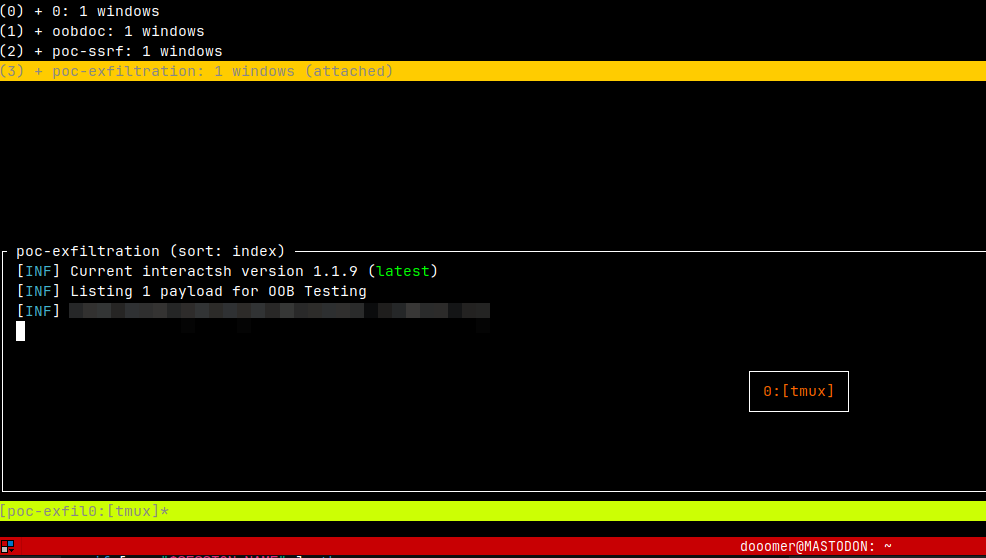 (0) + 0: 1 windows
(1) + oobdoc: 1 windows
(2) + poc-ssrf: 1 windows
(3) + poc-exfiltration: 1 windows (attached)
poc-exfiltration (sort: index)
[INF] Current interactsh version 1.1.9 (latest)
[INF] Listing 1 payload for OOB Testing
[INF]
0:[tmux]
[poc-exfil0:[tmux]*
dooomer@MASTODON: ~